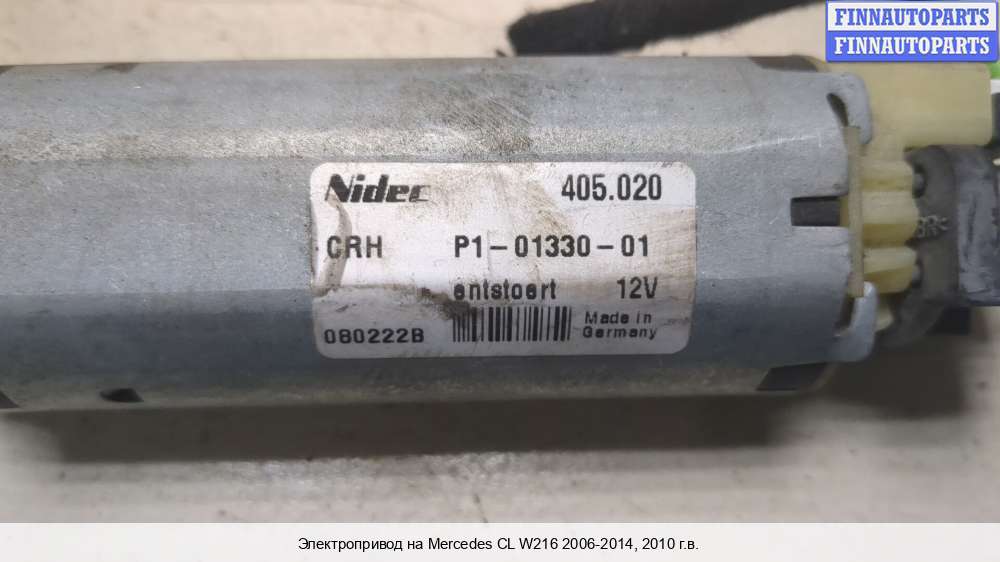 FINNAUTOPARTS
FINNAUTOPARTS
Nidec 405.020
CRH P1-01330-01
entstoert 12V
080222B Made in
Germany
Электропривод на Mercedes CL W216 2006-2014, 2010 г.в.